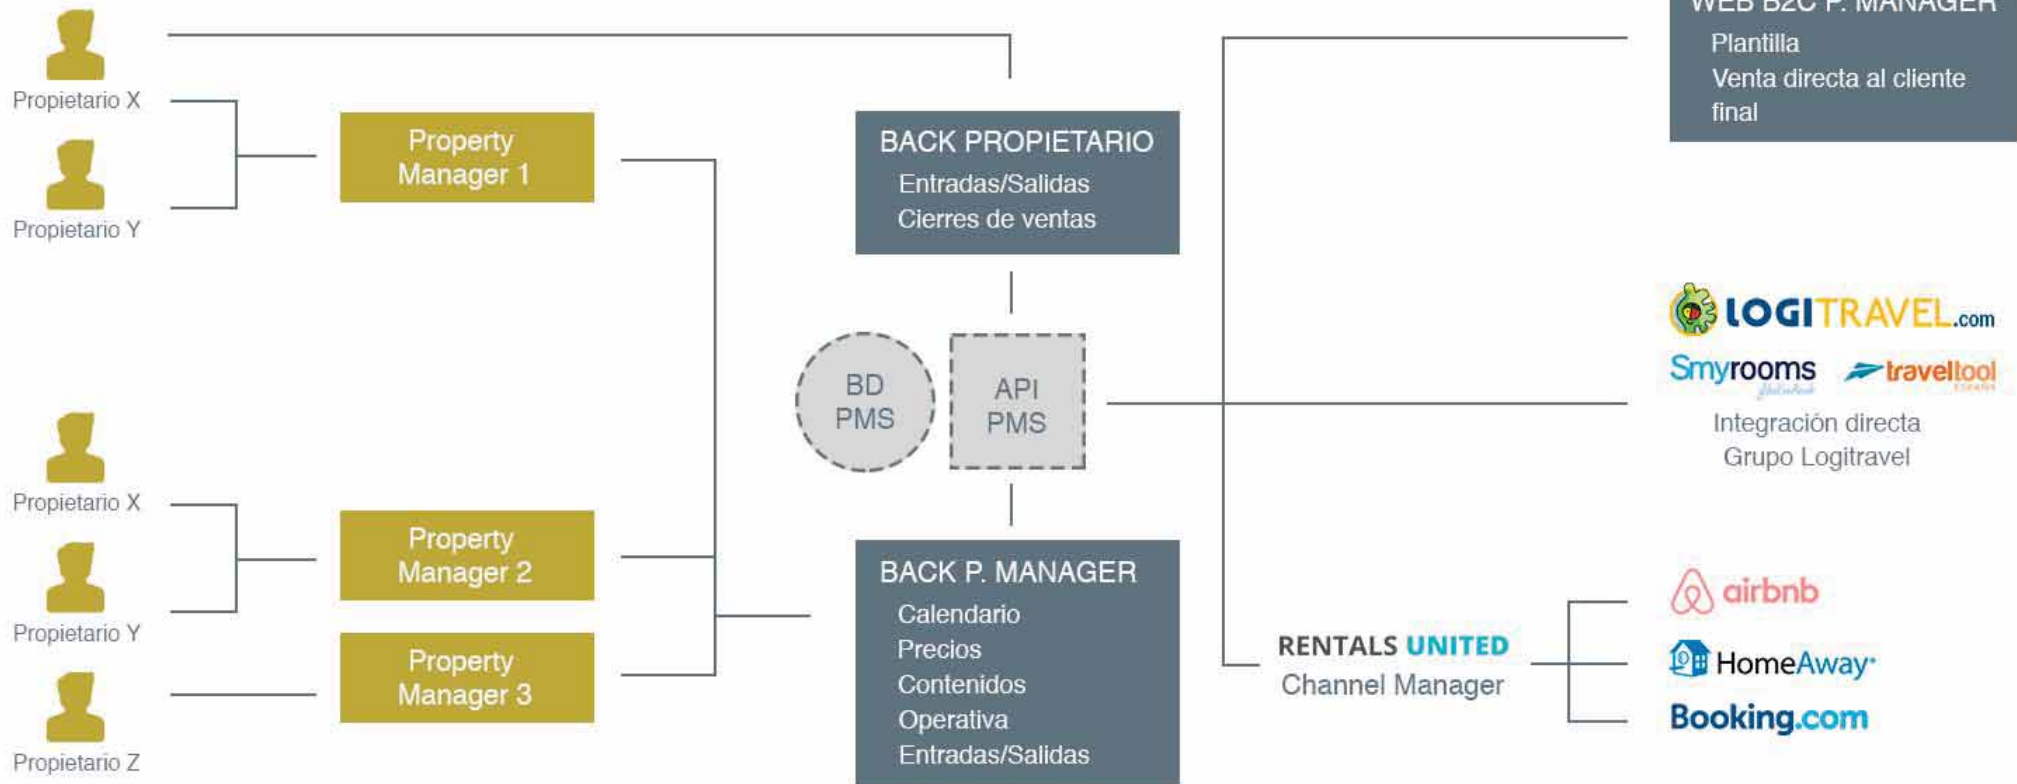 Propietario X
Propietario Y
Property
Manager 1
Propietario X
Propietario Y
Propietario Z
Property
Manager 2
Property
Manager 3
BACK PROPIETARIO
Entradas/Salidas
Cierres de ventas
BD
PMS
API
PMS
BACK P. MANAGER
Calendario
Precios
Contenidos
Operativa
Entradas/Salidas
WEB B2C P. MANAGER
Plantilla
Venta directa al cliente
final
LOGITRAVEL.com
Smyrooms
traveltool
ESPAÑA
Integración directa
Grupo Logitravel
RENTALS UNITED
Channel Manager
airbnb
HomeAway
Booking.com